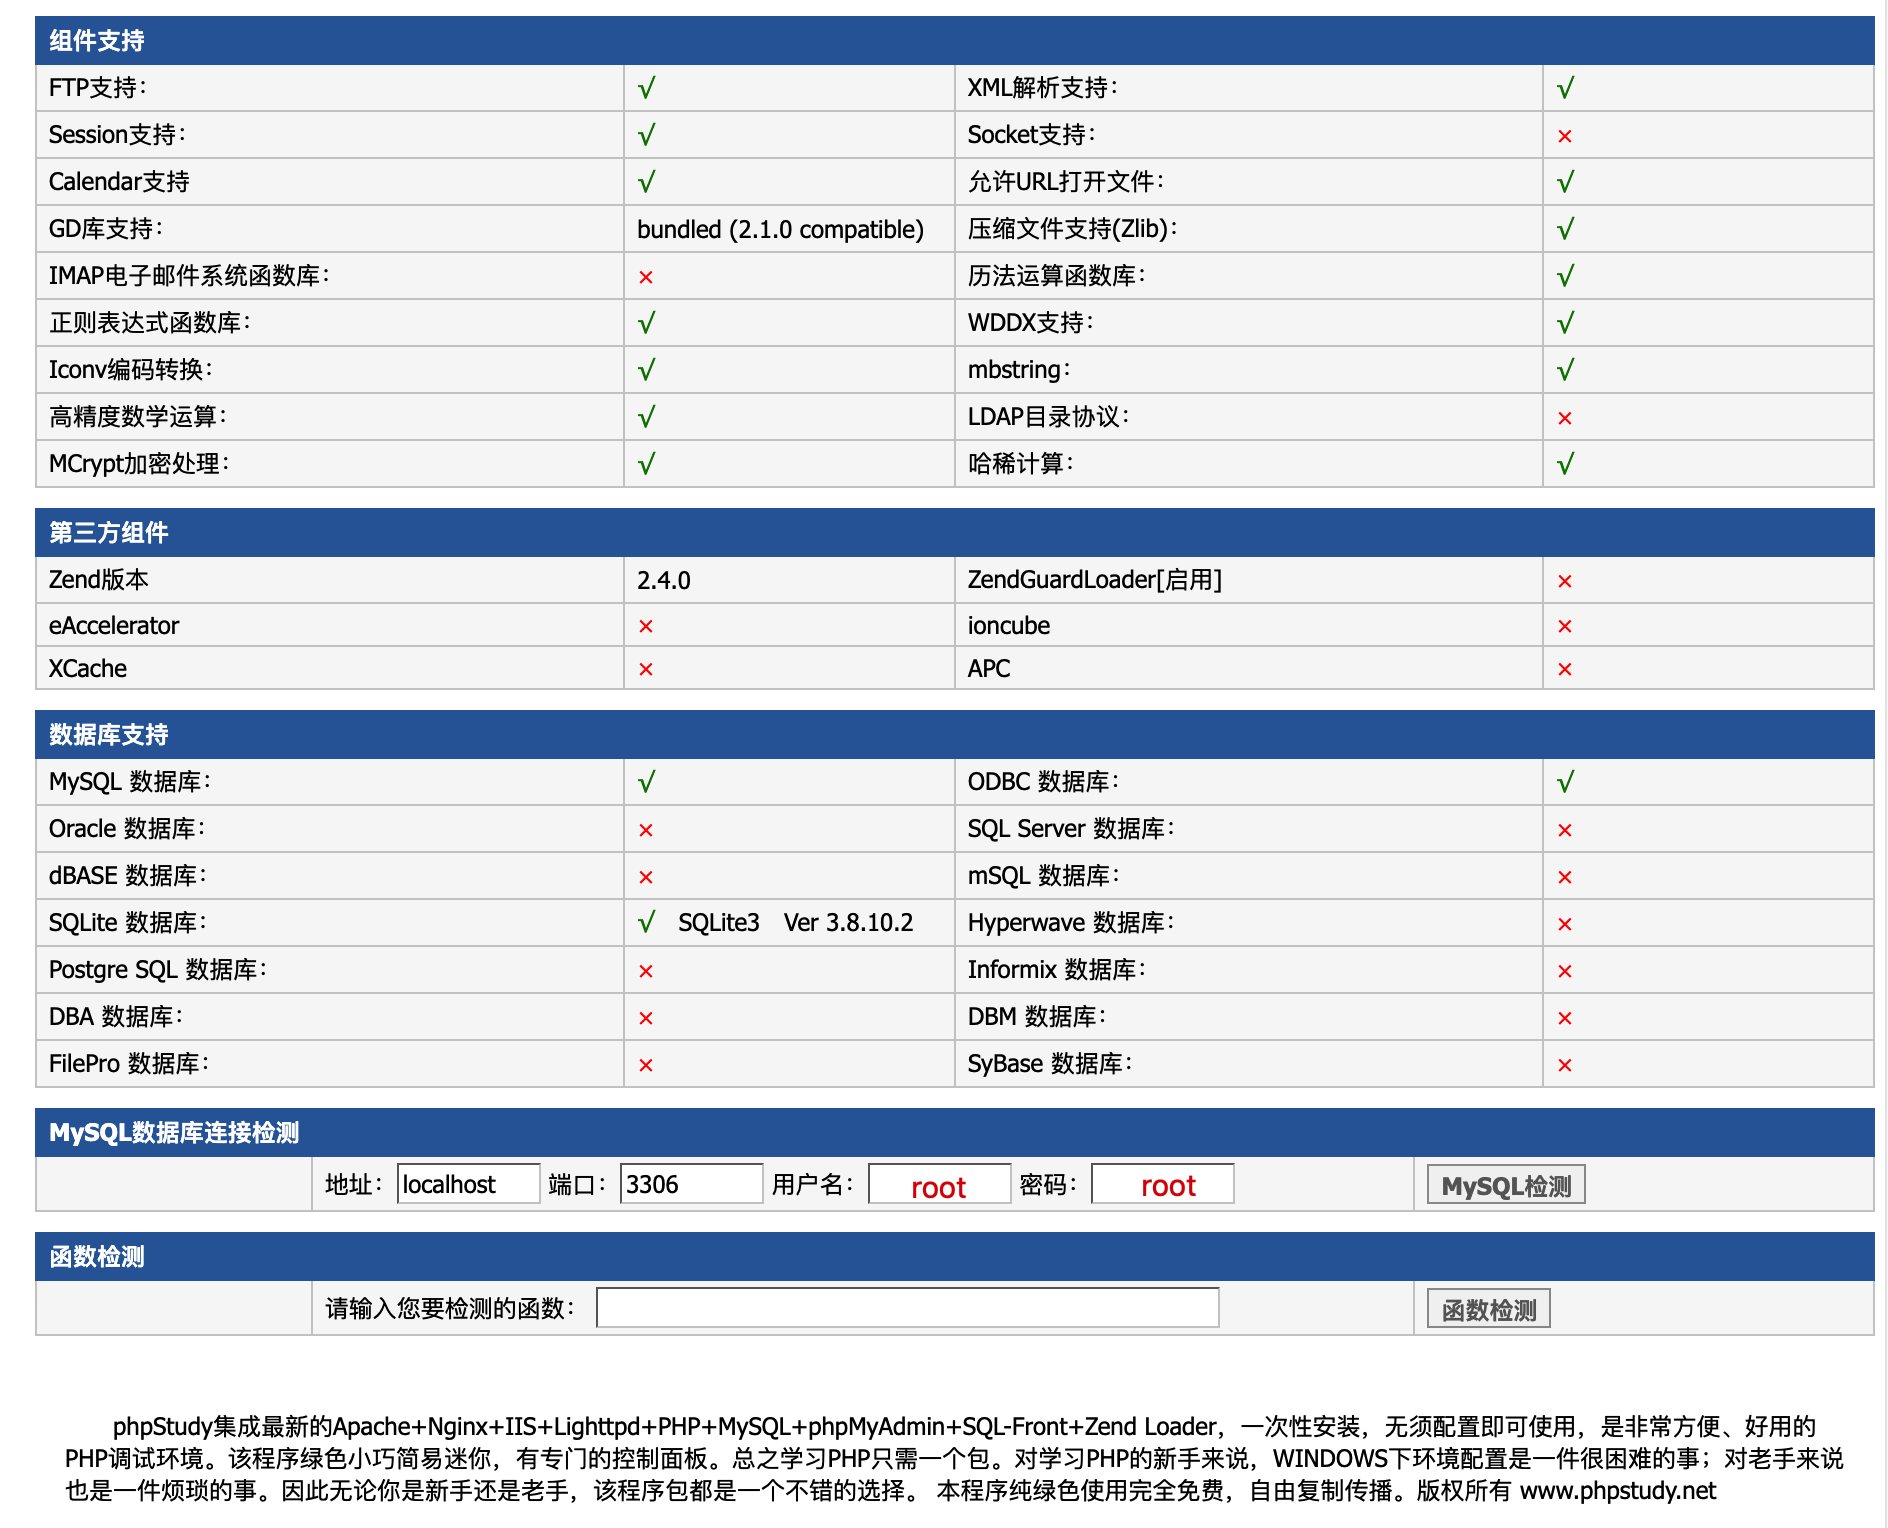 组件支持
FTP支持： √ XML解析支持： √
Session支持： √ Socket支持： ×
Calendar支持 √ 允许URL打开文件： √
GD库支持： bundled (2.1.0 compatible) 压缩文件支持(Zlib)： √
IMAP电子邮件系统函数库： × 历法运算函数库： √
正则表达式函数库： √ WDDX支持： √
Iconv编码转换： √ mbstring： √
高精度数学运算： √ LDAP目录协议： ×
MCrypt加密处理： √ 哈稀计算： √
第三方组件
Zend版本 2.4.0 ZendGuardLoader[启用] ×
eAccelerator × ioncube ×
XCache × APC ×
数据库支持
MySQL 数据库： √ ODBC 数据库： √
Oracle 数据库： × SQL Server 数据库： ×
dBASE 数据库： × mSQL 数据库： ×
SQLite 数据库： √ SQLite3 Ver 3.8.10.2 Hyperwave 数据库： ×
Postgre SQL 数据库： × Informix 数据库： ×
DBA 数据库： × DBM 数据库： ×
FilePro 数据库： × SyBase 数据库： ×
MySQL数据库连接检测
地址： localhost 端口： 3306 用户名： root 密码： root MySQL检测
函数检测
请输入您要检测的函数： 函数检测
phpStudy集成最新的Apache+Nginx+IIS+Lighttpd+PHP+MySQL+phpMyAdmin+SQL-Front+Zend Loader，一次性安装，无须配置即可使用，是非常方便、好用的
PHP调试环境。该程序绿色小巧简易迷你，有专门的控制面板。总之学习PHP只需一个包。对学习PHP的新手来说，WINDOWS下环境配置是一件很困难的事；对老手来说
也是一件烦琐的事。因此无论你是新手还是老手，该程序包都是一个不错的选择。 本程序纯绿色使用完全免费，自由复制传播。版权所有 www.phpstudy.net